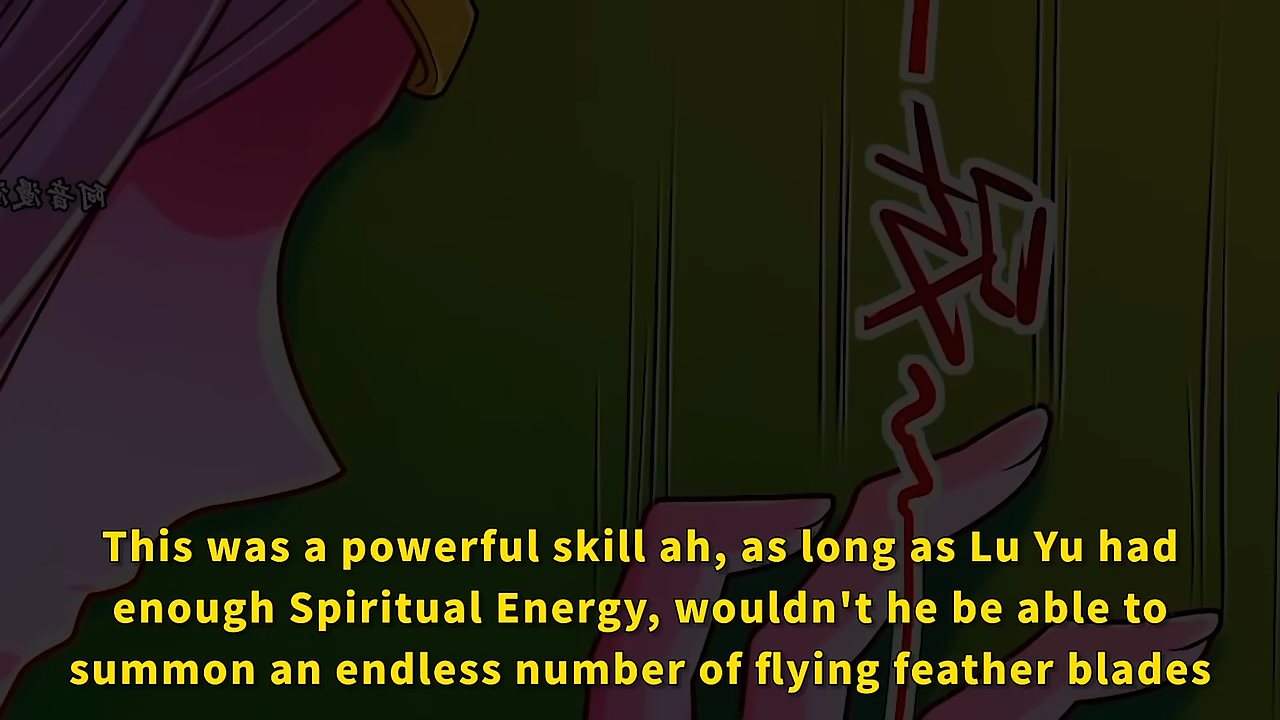 This was a powerful skill ah, as long as Lu Yu had
enough Spiritual Energy, wouldn't he be able to
summon an endless number of flying feather blades